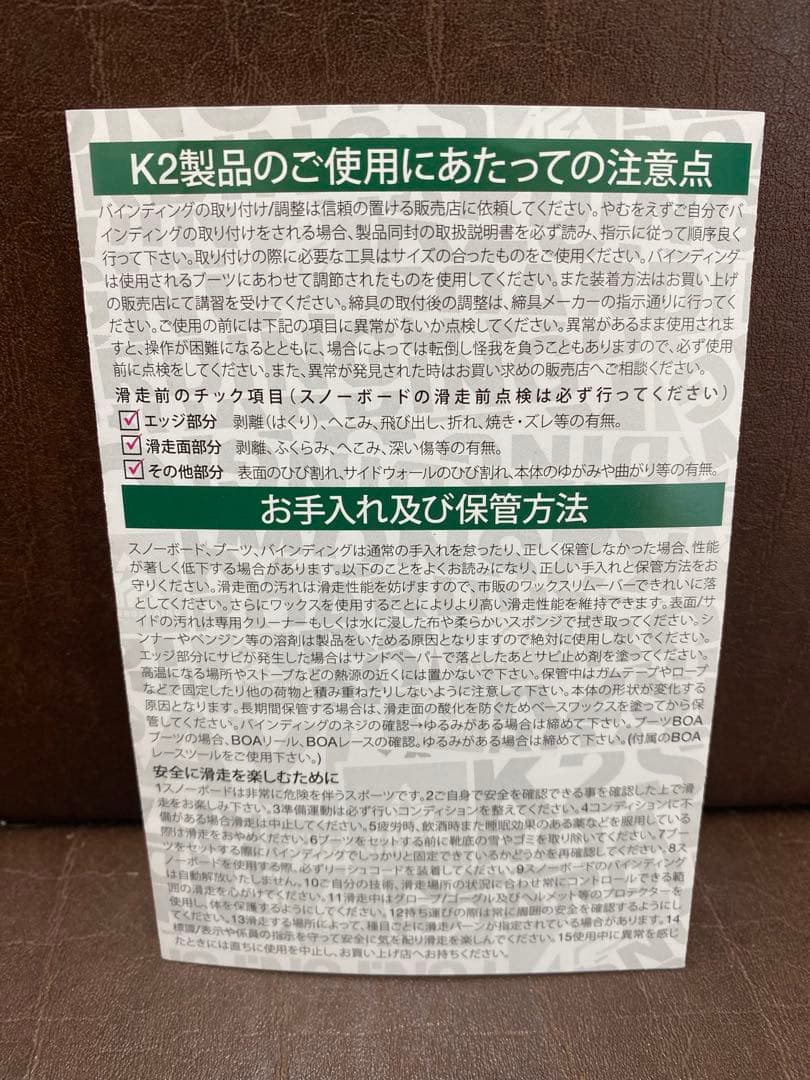 K2製品のご使用にあたっての注意点
バインディングの取り付け/調整は信頼の置ける販売店に依頼してください。やむをえずご自分でバ
インディングの取り付けをされる場合、製品同封の取扱説明書を必ず読み、指示に従って順序良く
行って下さい。取り付けの際に必要な工具はサイズの合ったものをご使用ください。バインディング
は使用されるブーツにあわせて調節されたものを使用してください。また装着方法はお買い上げ
の販売店にて講習を受けてください。締具の取付後の調整は、締具メーカーの指示通りに行ってく
ださい。ご使用の前には下記の項目に異常がないか点検してください。異常があるまま使用されま
すと、操作が困難になるとともに、場合によっては転倒し怪我を負うこともありますので、必ず使用
前に点検をしてください。また、異常が発見された時はお買い求めの販売店へご相談ください。
滑走前のチック項目(スノーボードの滑走前点検は必ず行ってください)
エッジ部分 剥離(はくり)、へこみ、飛び出し、折れ、焼き・ズレ等の有無。
滑走面部分 剥離、ふくらみ、へこみ、深い傷等の有無。
その他部分 表面のひび割れ、サイドウォールのひび割れ、本体のゆがみや曲がり等の有無。
お手入れ及び保管方法
スノーボード、ブーツ、バインディングは通常の手入れを怠ったり、正しく保管しなかった場合、性能
が著しく低下する場合があります。以下のことをよくお読みになり、正しい手入れと保管方法をお
守りください。滑走面の汚れは滑走性能を妨げますので、市販のワックスリムーバーできれいに落
としてください。さらにワックスを使用することによりより高い滑走性能を維持できます。表面/サ
イドの汚れは専用クリーナーもしくは水に浸した布や柔らかいスポンジで拭き取ってください。シ
ンナーやベンジン等の溶剤は製品をいためる原因となりますので絶対に使用しないでください。
エッジ部分にサビが発生した場合はサンドペーパーで落としたあとサビ止め剤を塗ってください。
高温になる場所やストーブなどの熱源の近くには置かないで下さい。保管中はガムテープやロープ
などで固定したり他の荷物と積み重ねたりしないように注意して下さい。本体の形状が変化する
原因となります。長期間保管する場合は、滑走面の酸化を防ぐためベースワックスを塗ってから保
管してください。バインディングのネジの確認→ゆるみがある場合は締めて下さい。ブーツBOA
ブーツの場合、BOAリール、BOAレースの確認。ゆるみがある場合は締めて下さい。(付属のBOA
レースツールをご使用下さい。)
安全に滑走を楽しむために
1スノーボードは非常に危険を伴うスポーツです。2ご自身で安全を確認できる事を確認した上で滑
走をお楽しみ下さい。3準備運動は必ず行いコンディションを整えてください。4コンディションに不
備がある場合滑走は中止してください。5疲労時、飲酒時また睡眠効果のある薬などを服用している
際は滑走をおやめください。6ブーツをセットする前に靴底の雪やゴミを取り除いてください。7ブー
ツをセットする際にバインディングでしっかりと固定できているかどうかを再確認してください。8ス
ノーボードを使用する際、必ずリーシュコードを装着してください。9スノーボードのバインディング
は自動解放いたしません。10ご自分の技術、滑走場所の状況に合わせ常にコントロールできる範
囲の滑走を心がけてください。11滑走中はグローブ/ゴーグル及びヘルメット等のプロテクターを
使用し、体を保護するようにしてください。12持ち運びの際は常に周囲の安全を確認するようにし
てください。13滑走する場所によって、種目ごとに滑走バーンが指定されている場合があります。14
標識/表示や係員の指示を守って安全に気を配り滑走を楽しんでください。15使用中に異常を感じ
たときには直ちに使用を中止し、お買い上げ店へお持ちください。